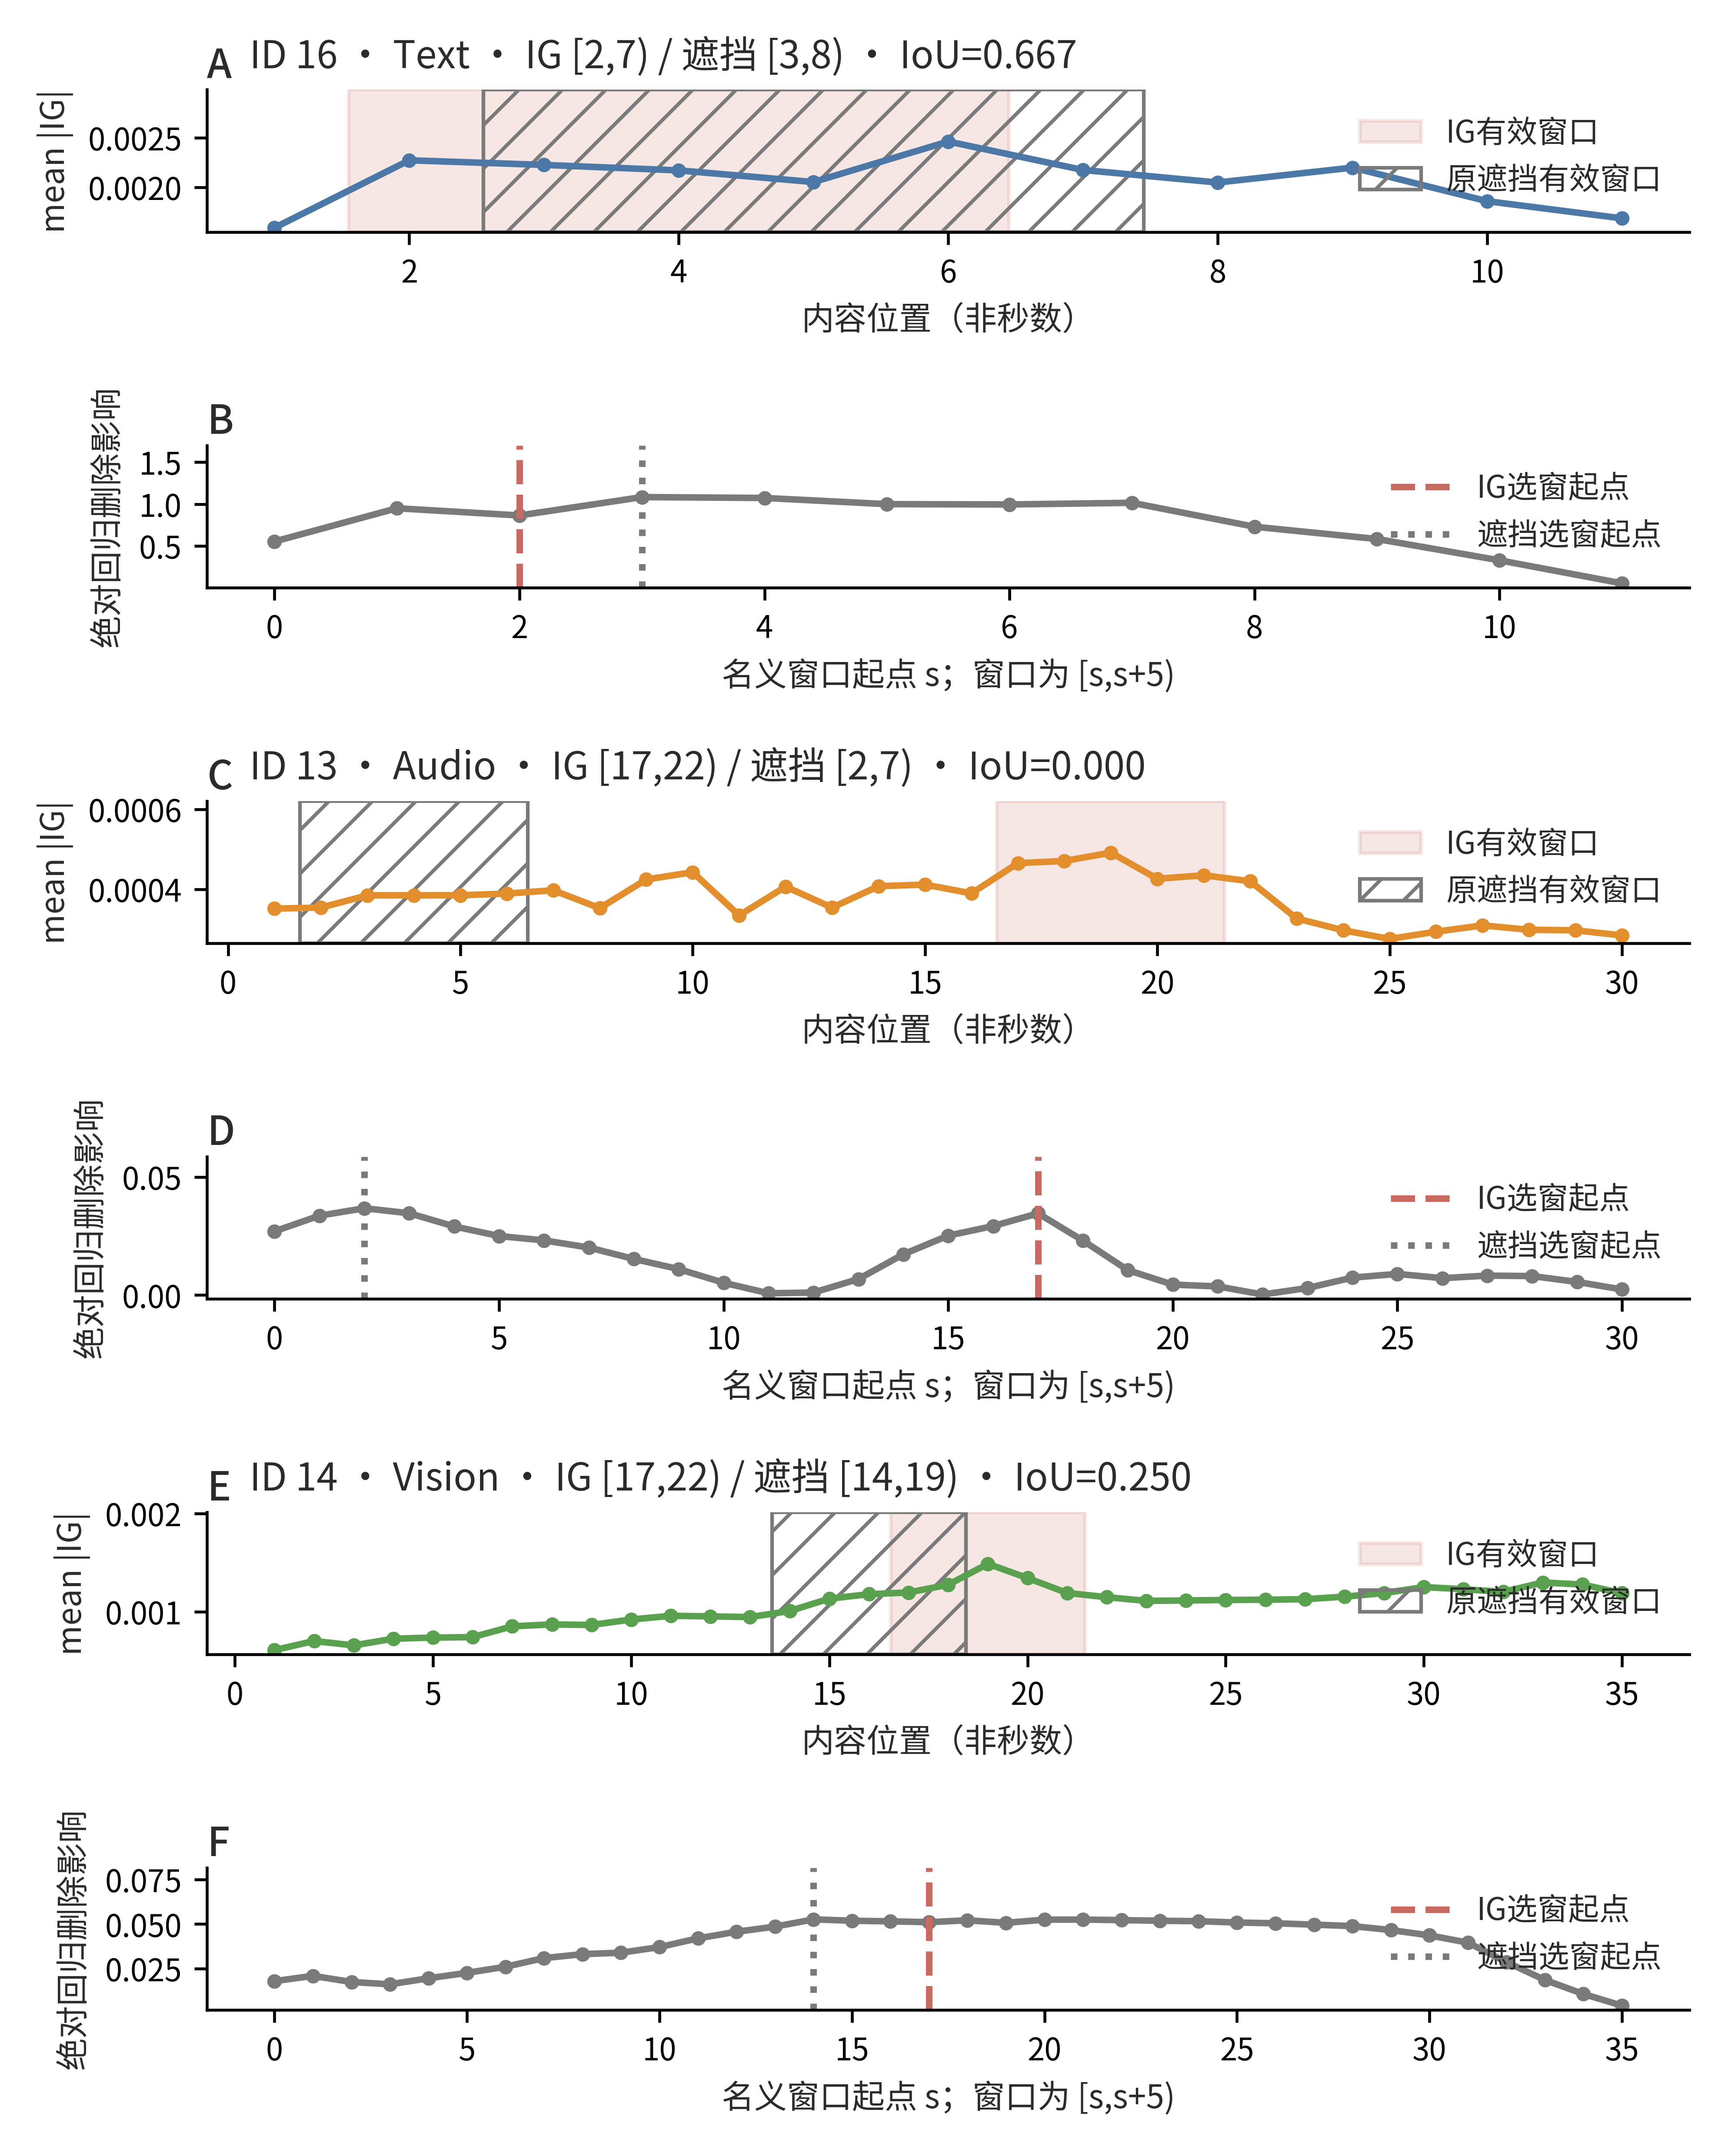 A ID 16 • Text • IG [2,7) / 遮挡 [3,8) • IoU=0.667
mean |IG|
0.0025
0.0020
IG有效窗口
原遮挡有效窗口
2 4 6 8 10
内容位置（非秒数）
B
绝对回归删除影响
1.5
1.0
0.5
IG选窗起点
遮挡选窗起点
0 2 4 6 8 10
名义窗口起点 s；窗口为 [s,s+5)
C ID 13 • Audio • IG [17,22) / 遮挡 [2,7) • IoU=0.000
mean |IG|
0.0006
0.0004
IG有效窗口
原遮挡有效窗口
0 5 10 15 20 25 30
内容位置（非秒数）
D
绝对回归删除影响
0.05
0.00
IG选窗起点
遮挡选窗起点
0 5 10 15 20 25 30
名义窗口起点 s；窗口为 [s,s+5)
E ID 14 • Vision • IG [17,22) / 遮挡 [14,19) • IoU=0.250
mean |IG|
0.002
0.001
IG有效窗口
原遮挡有效窗口
0 5 10 15 20 25 30 35
内容位置（非秒数）
F
绝对回归删除影响
0.075
0.050
0.025
IG选窗起点
遮挡选窗起点
0 5 10 15 20 25 30 35
名义窗口起点 s；窗口为 [s,s+5)